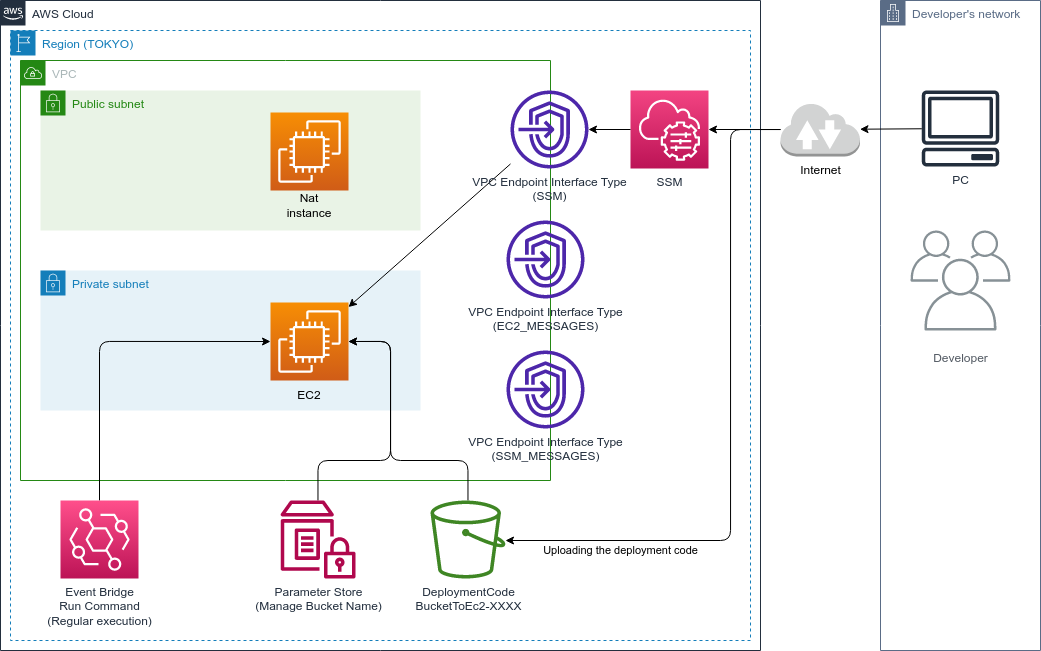 aws
AWS Cloud
Developer's network
Region (TOKYO)
VPC
Public subnet
Nat
instance
VPC Endpoint Interface Type
(SSM)
SSM
Internet
PC
Private subnet
EC2
VPC Endpoint Interface Type
(EC2_MESSAGES)
Developer
VPC Endpoint Interface Type
(SSM_MESSAGES)
Uploading the deployment code
Event Bridge
Run Command
(Regular execution)
Parameter Store
(Manage Bucket Name)
DeploymentCode
BucketToEc2-XXXX